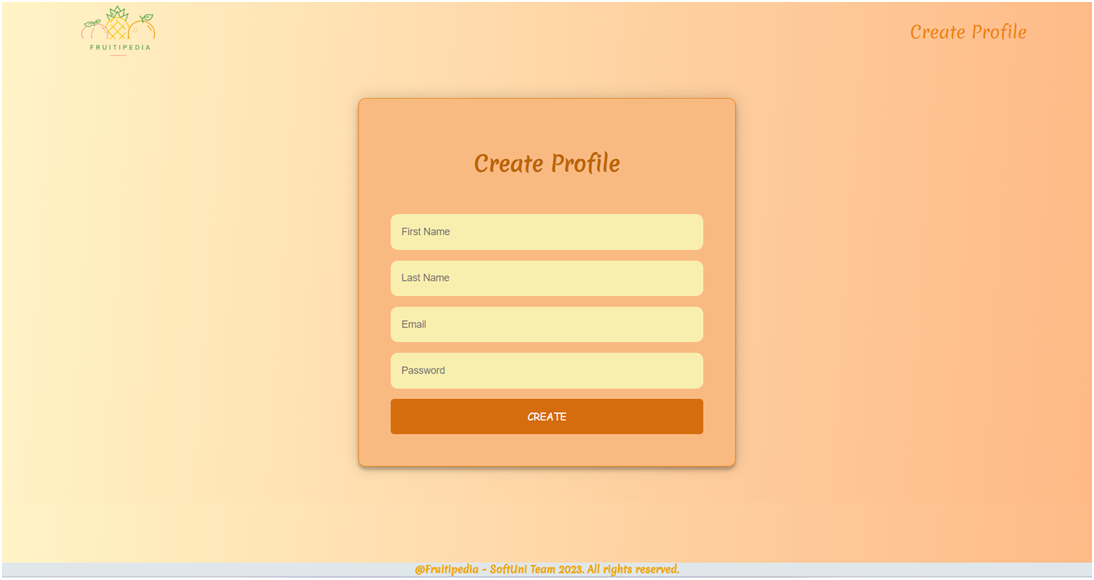 FRUITIPEDIA
Create Profile
Create Profile
First Name
Last Name
Email
Password
CREATE
@Fruitipedia - SoftUni Team 2023. All rights reserved.